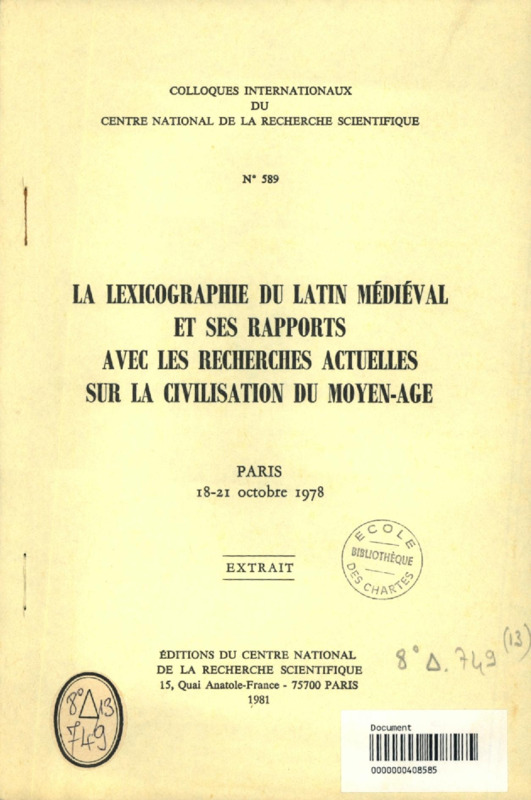 COLLOQUES INTERNATIONAUX
DU
CENTRE NATIONAL DE LA RECHERCHE SCIENTIFIQUE
N° 589
LA LEXICOGRAPHIE DU LATIN MÉDIÉVAL
ET SES RAPPORTS
AVEC LES RECHERCHES ACTUELLES
SUR LA CIVILISATION DU MOYEN-AGE
PARIS
18-21 octobre 1978
EXTRAIT
ÉCOLE
BIBLIOTHÈQUE
DES CHARTES
ÉDITIONS DU CENTRE NATIONAL
DE LA RECHERCHE SCIENTIFIQUE
15, Quai Anatole-France - 75700 PARIS
1981
8° Δ. 749 (13)
8° Δ 13
749
Document
0000000408585